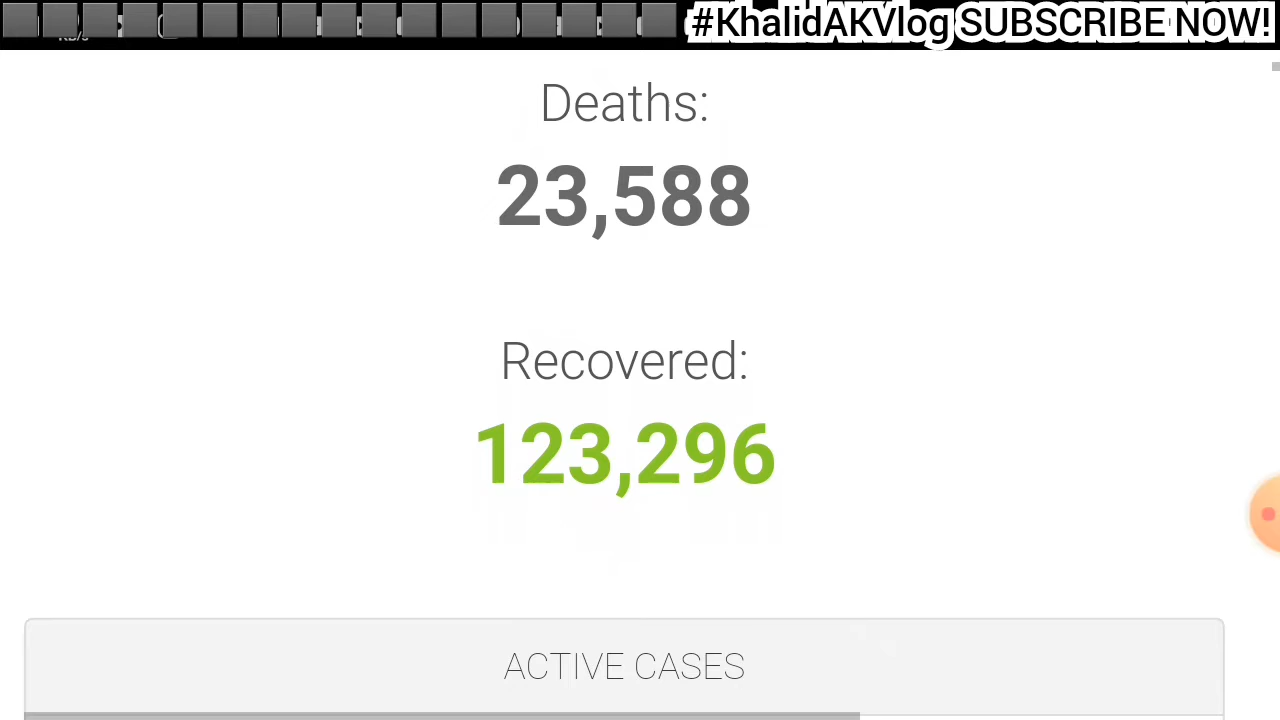 #KhalidAKVlog SUBSCRIBE NOW!
Deaths:
23,588
Recovered:
123,296
ACTIVE CASES